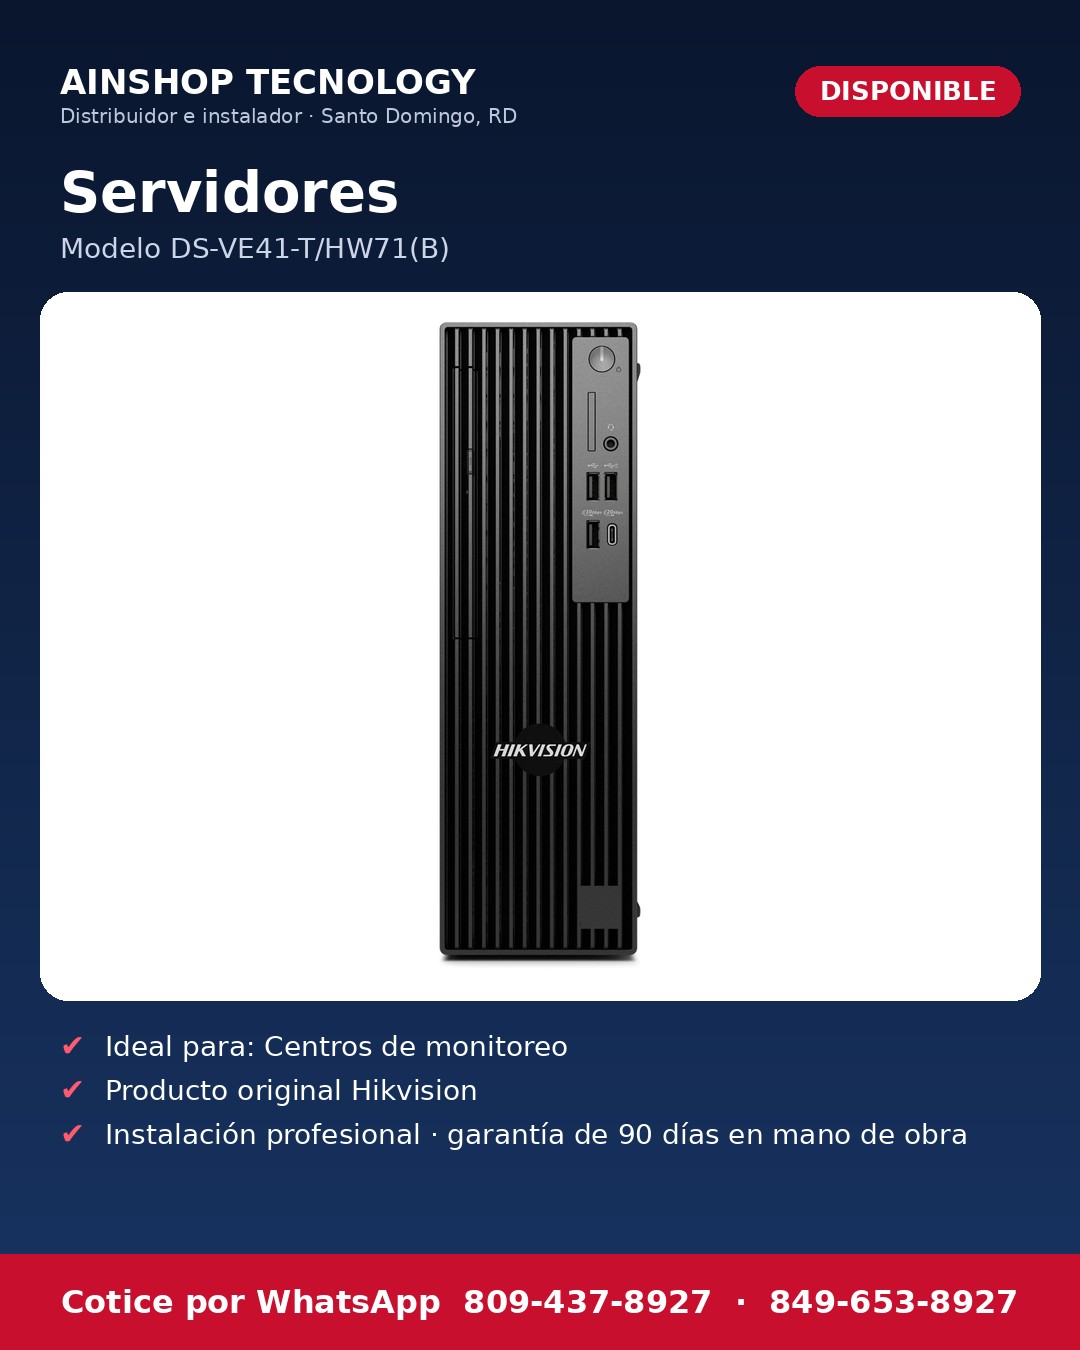 AINSHOP TECNOLOGY
DISPONIBLE
Distribuidor e instalador · Santo Domingo, RD
Servidores
Modelo DS-VE41-T/HW71(B)
HIKVISION
✔ Ideal para: Centros de monitoreo
✔ Producto original Hikvision
✔ Instalación profesional · garantía de 90 días en mano de obra
Cotice por WhatsApp 809-437-8927 · 849-653-8927